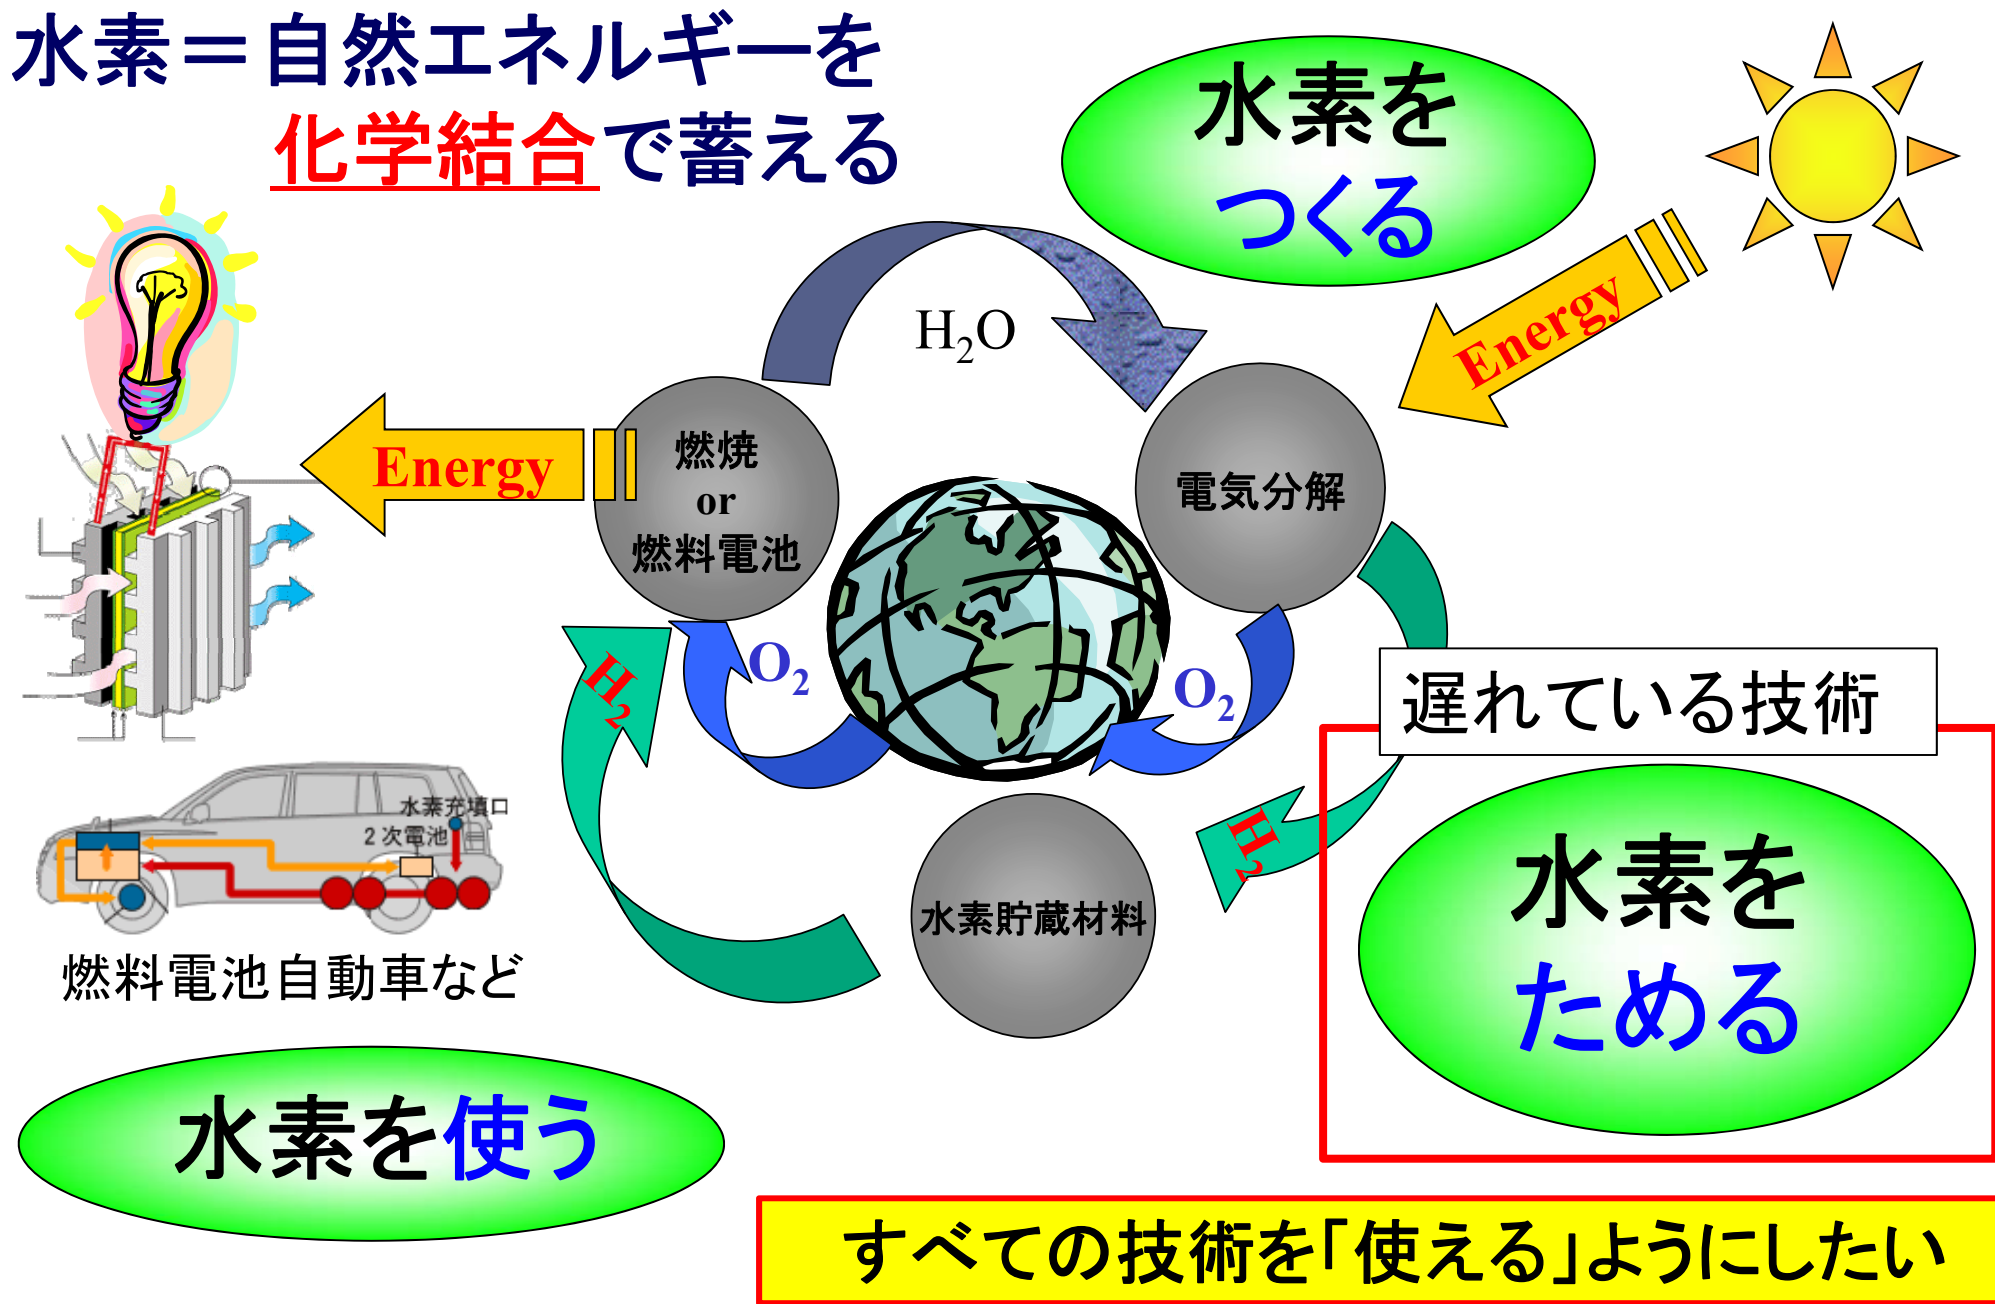 水素＝自然エネルギーを
化学結合で蓄える
水素を
つくる
H₂O
Energy
Energy
燃焼
or
燃料電池
電気分解
O₂
O₂
H₂
H₂
遅れている技術
水素を
ためる
水素充填口
2次電池
水素貯蔵材料
燃料電池自動車など
水素を使う
すべての技術を「使える」ようにしたい